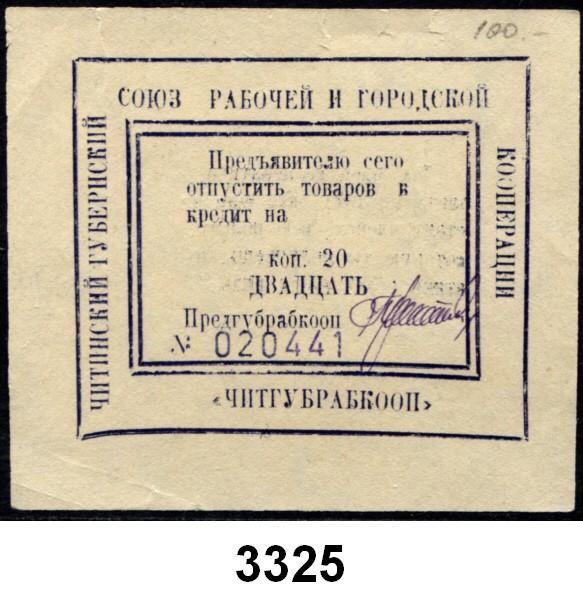 100.-
ЧИТИНСКИЙ ГУБЕРНСКИЙ
СОЮЗ РАБОЧЕЙ И ГОРОДСКОЙ
КООПЕРАЦИИ
Предъявителю сего
отпустить товаров в
кредит на
коп. 20
ДВАДЦАТЬ
Предгубрабкооп
№ 020441
«ЧИТГУБРАБКООП»
3325